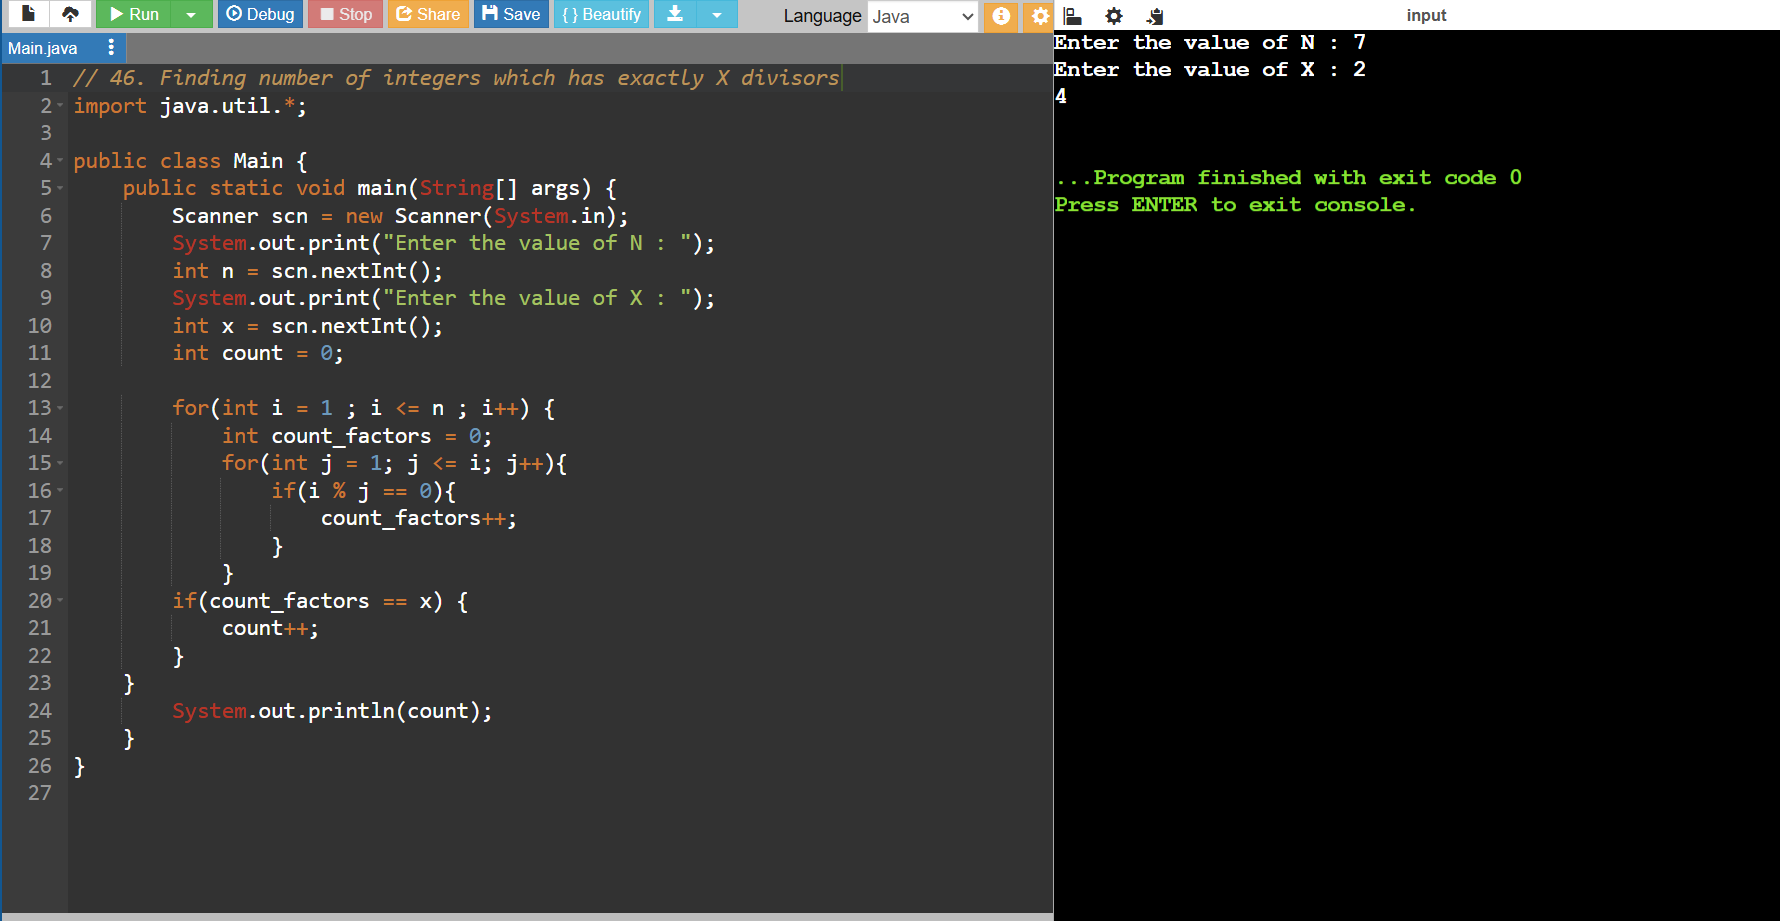 Run Debug Stop Share Save { } Beautify Language Java input
Main.java
1 // 46. Finding number of integers which has exactly X divisors
2 import java.util.*;
3
4 public class Main {
5     public static void main(String[] args) {
6         Scanner scn = new Scanner(System.in);
7         System.out.print("Enter the value of N : ");
8         int n = scn.nextInt();
9         System.out.print("Enter the value of X : ");
10         int x = scn.nextInt();
11         int count = 0;
12
13         for(int i = 1 ; i <= n ; i++) {
14             int count_factors = 0;
15             for(int j = 1; j <= i; j++){
16                 if(i % j == 0){
17                     count_factors++;
18                 }
19             }
20         if(count_factors == x) {
21             count++;
22         }
23     }
24         System.out.println(count);
25     }
26 }
27
Enter the value of N : 7
Enter the value of X : 2
4
...Program finished with exit code 0
Press ENTER to exit console.